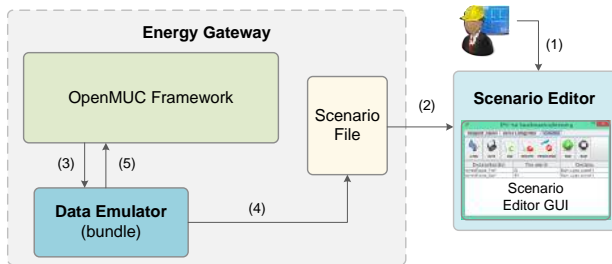 Energy Gateway
OpenMUC Framework
Scenario
File
(1)
(2)
Scenario Editor
(3)
(5)
(4)
Data Emulator
(bundle)
Scenario
Editor GUI